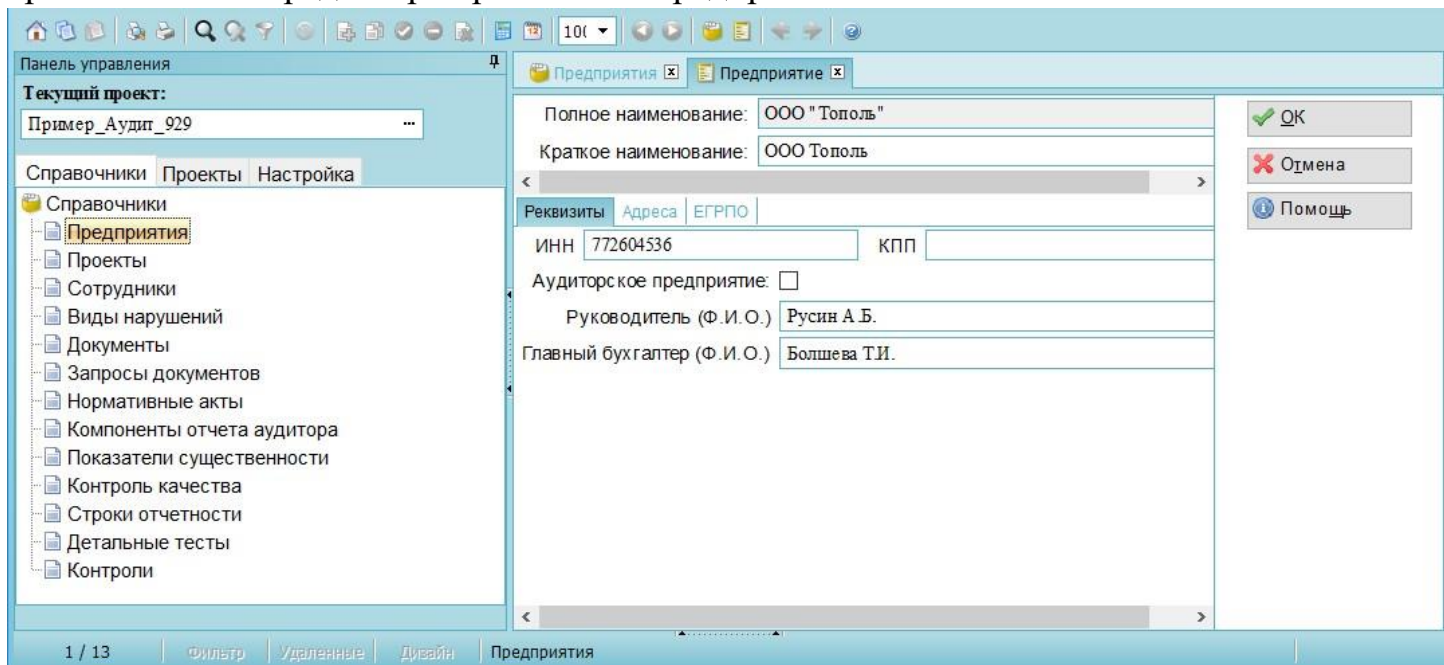 100
Панель управления
Текущий проект:
Пример_Аудит_929 ...
Справочники Проекты Настройка
Справочники
Предприятия
Проекты
Сотрудники
Виды нарушений
Документы
Запросы документов
Нормативные акты
Компоненты отчета аудитора
Показатели существенности
Контроль качества
Строки отчетности
Детальные тесты
Контроли
Предприятия Предприятие
Полное наименование: ООО "Тополь"
Краткое наименование: ООО Тополь
Реквизиты Адреса ЕГРПО
ИНН 772604536 КПП
Аудиторское предприятие:
Руководитель (Ф.И.О.) Русин А.Б.
Главный бухгалтер (Ф.И.О.) Болшева Т.И.
ОК
Отмена
Помощь
1 / 13 Фильтр Удаленные Дизайн Предприятия